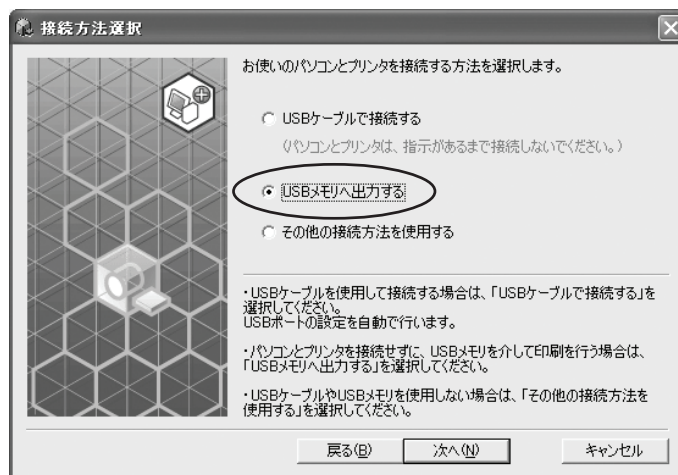 接続方法選択
お使いのパソコンとプリンタを接続する方法を選択します。
USBケーブルで接続する
(パソコンとプリンタは、指示があるまで接続しないでください。)
USBメモリへ出力する
その他の接続方法を使用する
・USBケーブルを使用して接続する場合は、「USBケーブルで接続する」を
選択してください。
USBポートの設定を自動で行います。
・パソコンとプリンタを接続せずに、USBメモリを介して印刷を行う場合は、
「USBメモリへ出力する」を選択してください。
・USBケーブルやUSBメモリを使用しない場合は、「その他の接続方法を
使用する」を選択してください。
戻る(B) 次へ(N) キャンセル